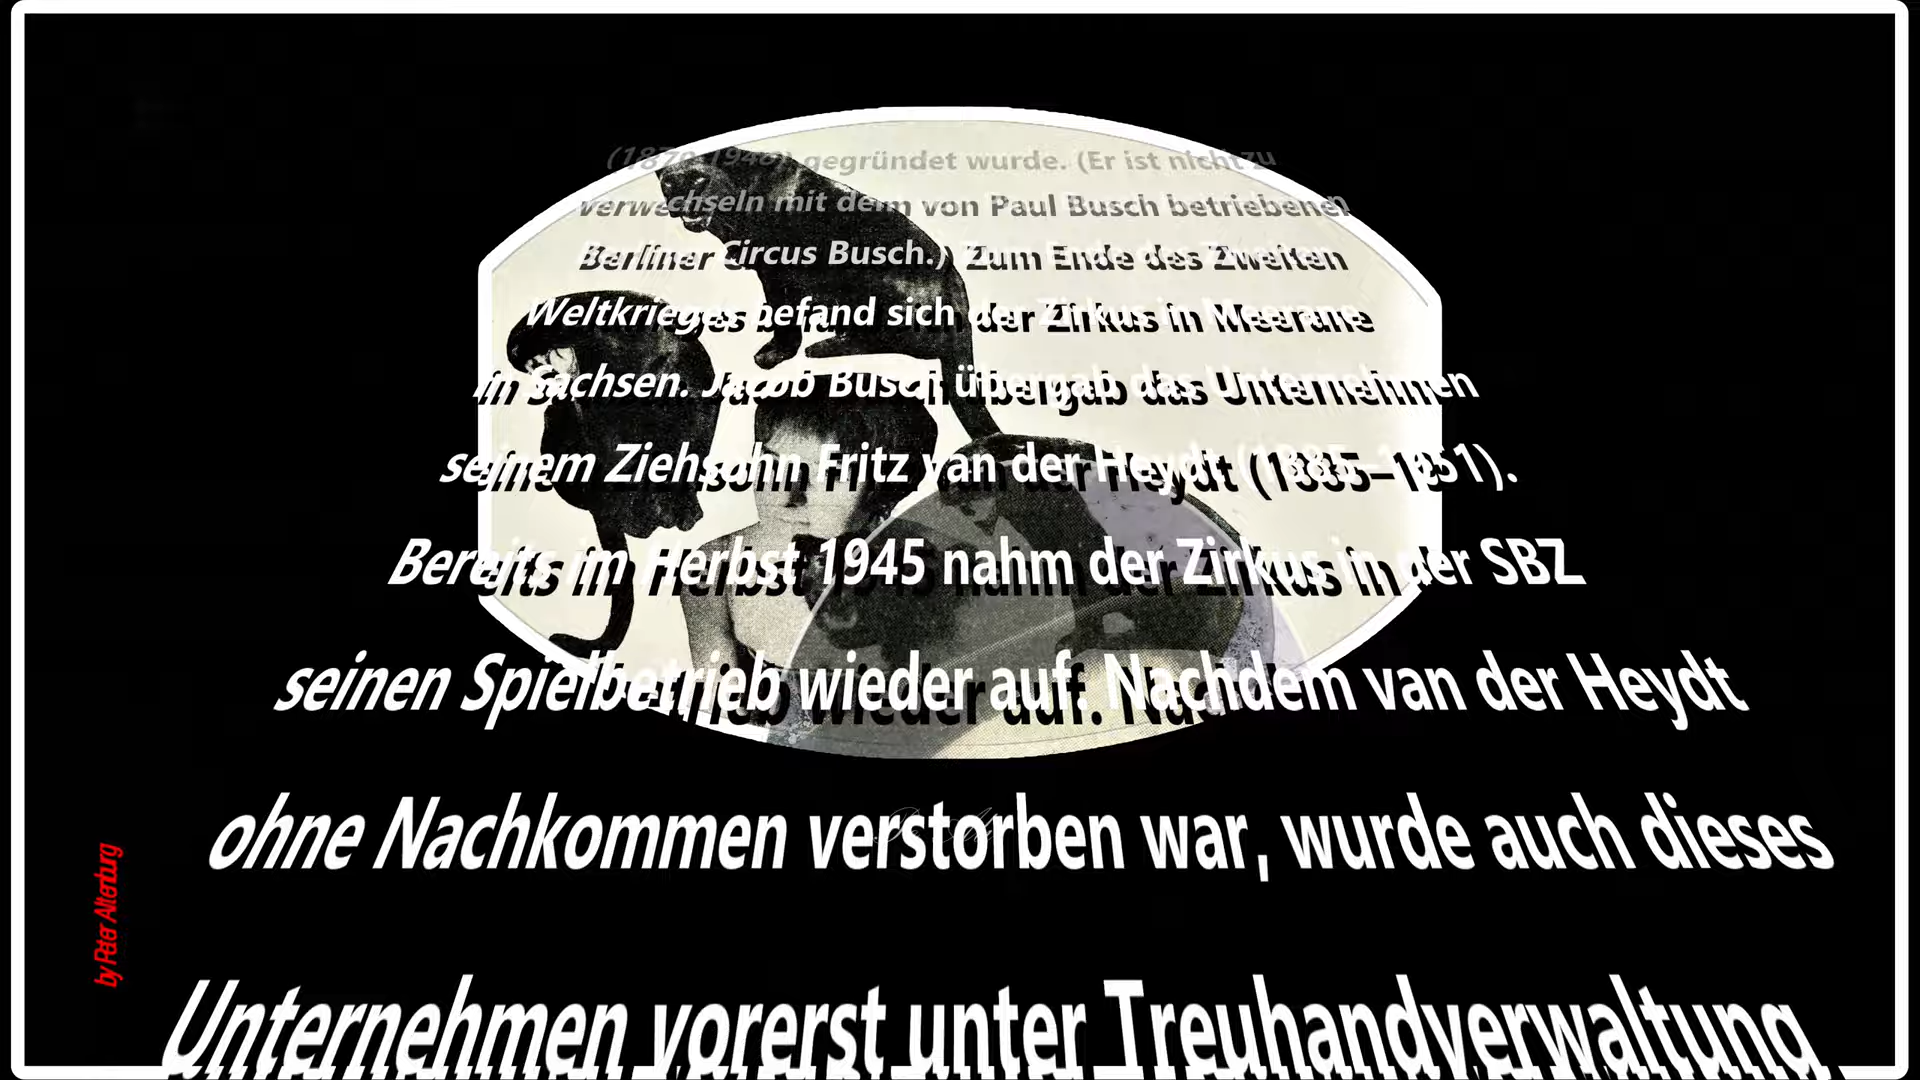 (1879-1948) gegründet wurde. (Er ist nicht zu
verwechseln mit dem von Paul Busch betriebenen
Berliner Circus Busch.) Zum Ende des Zweiten
Weltkrieges befand sich der Zirkus in Meerane
in Sachsen. Jacob Busch übergab das Unternehmen
seinem Ziehsohn Fritz van der Heydt (1885–1951).
Bereits im Herbst 1945 nahm der Zirkus in der SBZ
seinen Spielbetrieb wieder auf. Nachdem van der Heydt
ohne Nachkommen verstorben war, wurde auch dieses
Unternehmen vorerst unter Treuhandverwaltung
by Peter Altenburg